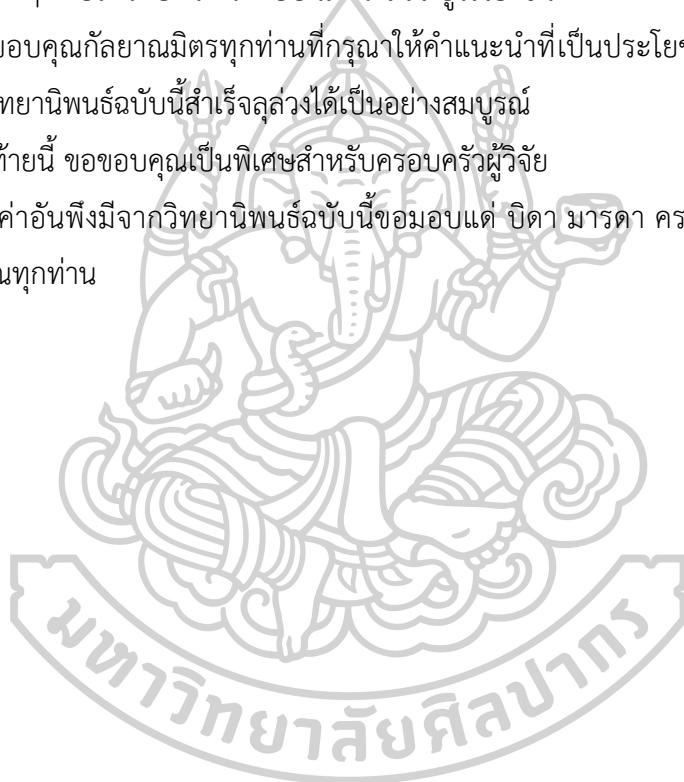 ขอบคุณกัลยาณมิตรทุกท่านที่กรุณาให้คำแนะนำที่เป็นประโยช
ทยานิพนธ์ฉบับนี้สำเร็จลุล่วงได้เป็นอย่างสมบูรณ์
ท้ายนี้ ขอขอบคุณเป็นพิเศษสำหรับครอบครัวผู้วิจัย
ค่าอันพึงมีจากวิทยานิพนธ์ฉบับนี้ขอมอบแด่ บิดา มารดา คร
ณทุกท่าน
มหาวิทยาลัยศิลปากร